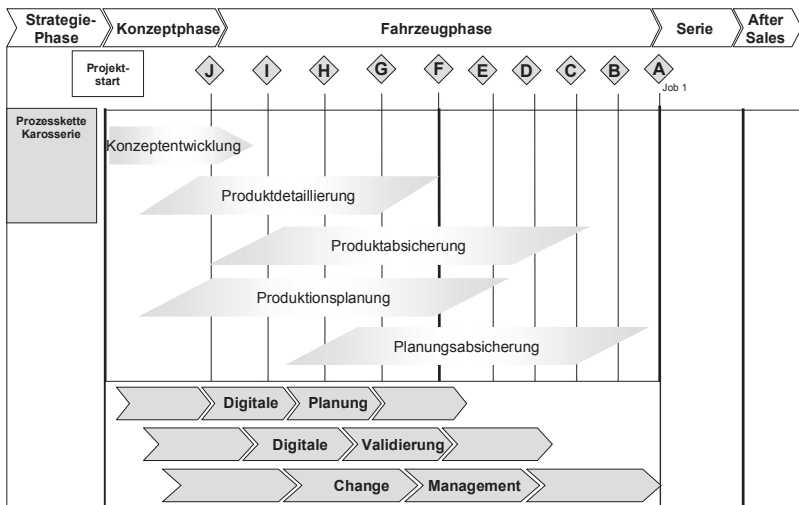 Strategie-
Phase
Konzeptphase
Fahrzeugphase
Serie
After
Sales
Projekt-
start
J
I
H
G
F
E
D
C
B
A
Job 1
Prozesskette
Karosserie
Konzeptentwicklung
Produktdetaillierung
Produktabsicherung
Produktionsplanung
Planungsabsicherung
Digitale Planung
Digitale Validierung
Change Management